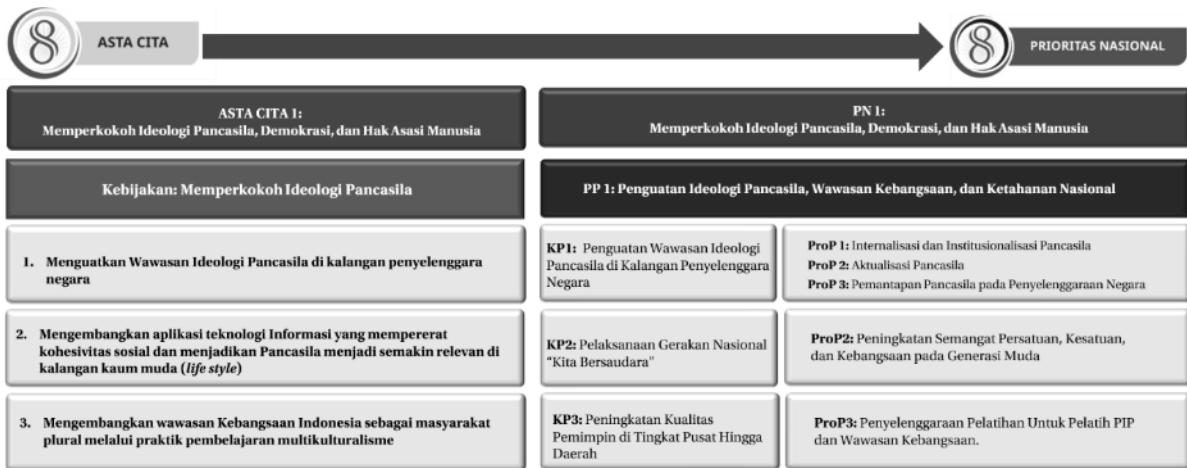 8 ASTA CITA
8 PRIORITAS NASIONAL
ASTA CITA 1:
Memperkokoh Ideologi Pancasila, Demokrasi, dan Hak Asasi Manusia
PN 1:
Memperkokoh Ideologi Pancasila, Demokrasi, dan Hak Asasi Manusia
Kebijakan: Memperkokoh Ideologi Pancasila
PP 1: Penguatan Ideologi Pancasila, Wawasan Kebangsaan, dan Ketahanan Nasional
1. Menguatkan Wawasan Ideologi Pancasila di kalangan penyelenggara
negara
KP1: Penguatan Wawasan Ideologi
Pancasila di Kalangan Penyelenggara
Negara
ProP 1: Internalisasi dan Institusionalisasi Pancasila
ProP 2: Aktualisasi Pancasila
ProP 3: Pemantapan Pancasila pada Penyelenggaraan Negara
2. Mengembangkan aplikasi teknologi Informasi yang mempererat
kohesivitas sosial dan menjadikan Pancasila menjadi semakin relevan di
kalangan kaum muda (life style)
KP2: Pelaksanaan Gerakan Nasional
"Kita Bersaudara"
ProP2: Peningkatan Semangat Persatuan, Kesatuan,
dan Kebangsaan pada Generasi Muda
3. Mengembangkan wawasan Kebangsaan Indonesia sebagai masyarakat
plural melalui praktik pembelajaran multikulturalisme
KP3: Peningkatan Kualitas
Pemimpin di Tingkat Pusat Hingga
Daerah
ProP3: Penyelenggaraan Pelatihan Untuk Pelatih PIP
dan Wawasan Kebangsaan.